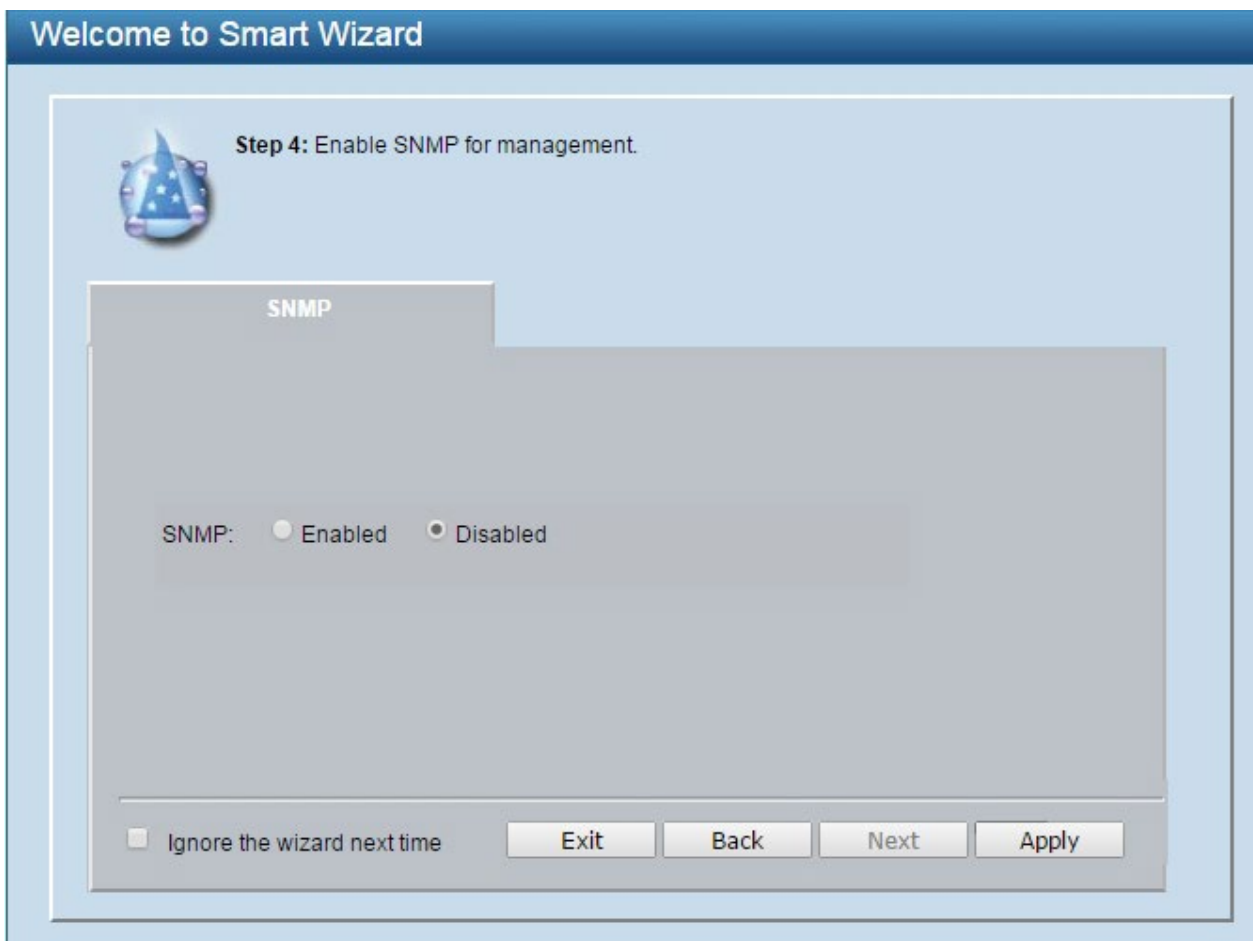 Welcome to Smart Wizard
Step 4: Enable SNMP for management.
SNMP
SNMP: Enabled Disabled
Ignore the wizard next time Exit Back Next Apply